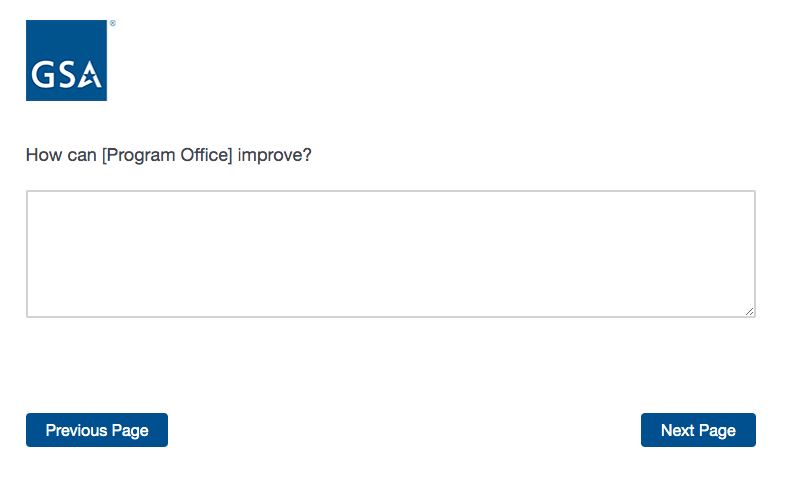 GSA
®
How can [Program Office] improve?
Previous Page
Next Page